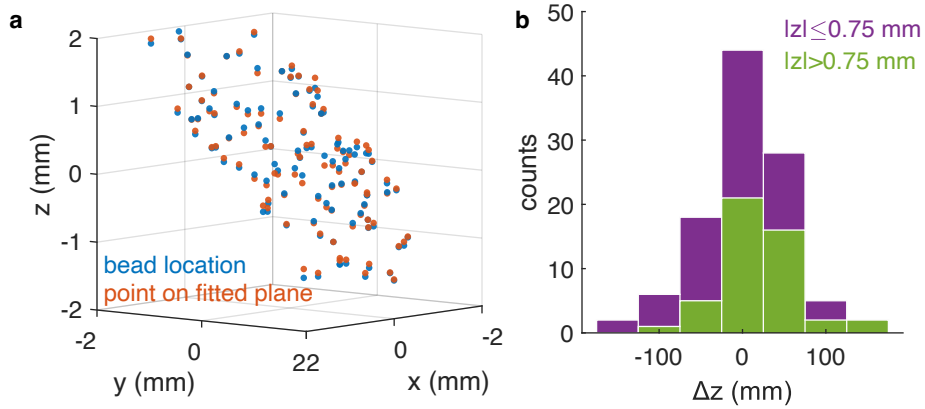 a
2
1
0
-1
-2
z (mm)
bead location
point on fitted plane
-2
0
22
0
-2
y (mm)
x (mm)
b
50
40
30
20
10
0
counts
|z|≤0.75 mm
|z|>0.75 mm
-100
0
100
Δz (mm)